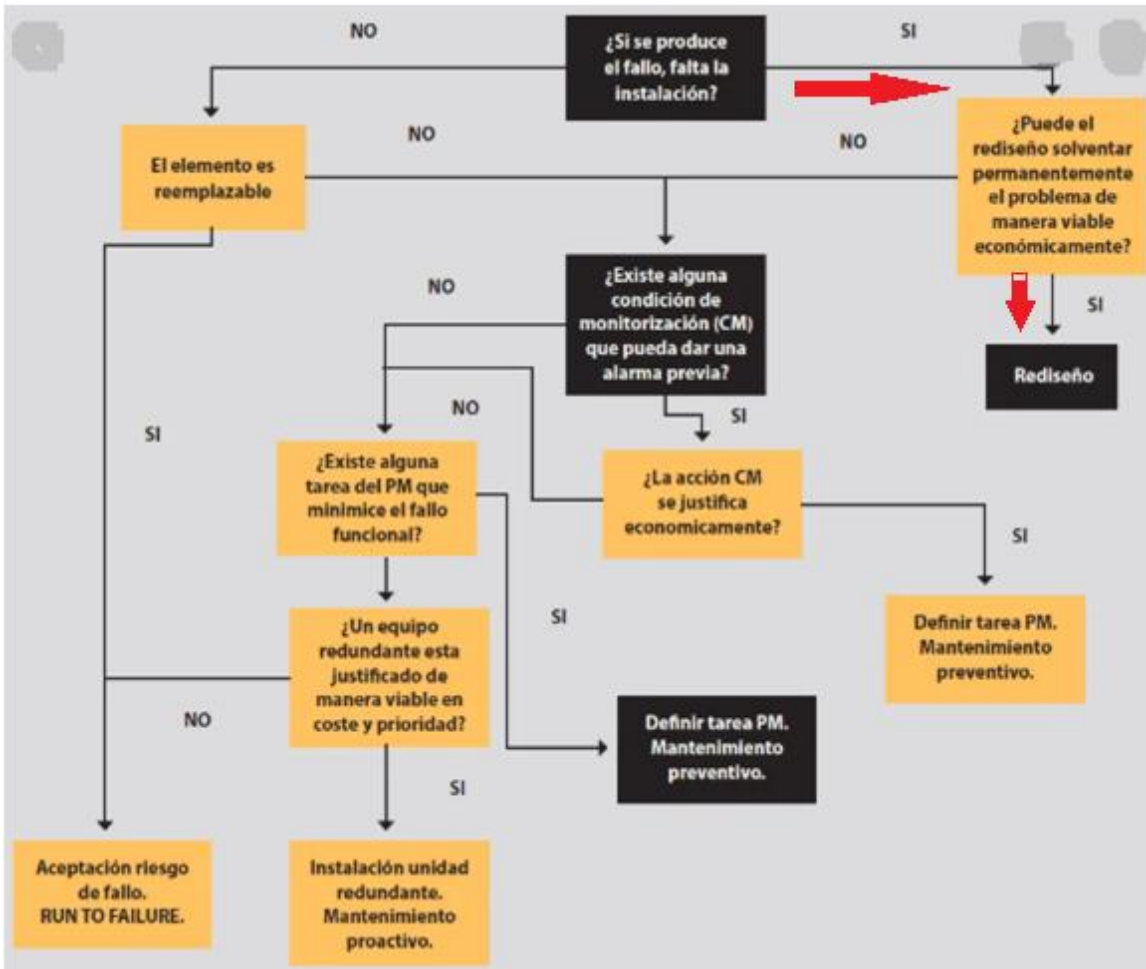 NO
¿Si se produce
el fallo, falta la
instalación?
SI
El elemento es
reemplazable
NO
NO
¿Puede el
rediseño solventar
permanentemente
el problema de
manera viable
económicamente?
NO
¿Existe alguna
condición de
monitorización (CM)
que pueda dar una
alarma previa?
SI
Rediseño
SI
NO
SI
¿Existe alguna
tarea del PM que
minimice el fallo
funcional?
¿La acción CM
se justifica
economicamente?
SI
¿Un equipo
redundante esta
justificado de
manera viable en
coste y prioridad?
SI
Definir tarea PM.
Mantenimiento
preventivo.
NO
Definir tarea PM.
Mantenimiento
preventivo.
SI
Aceptación riesgo
de fallo.
RUN TO FAILURE.
Instalación unidad
redundante.
Mantenimiento
proactivo.